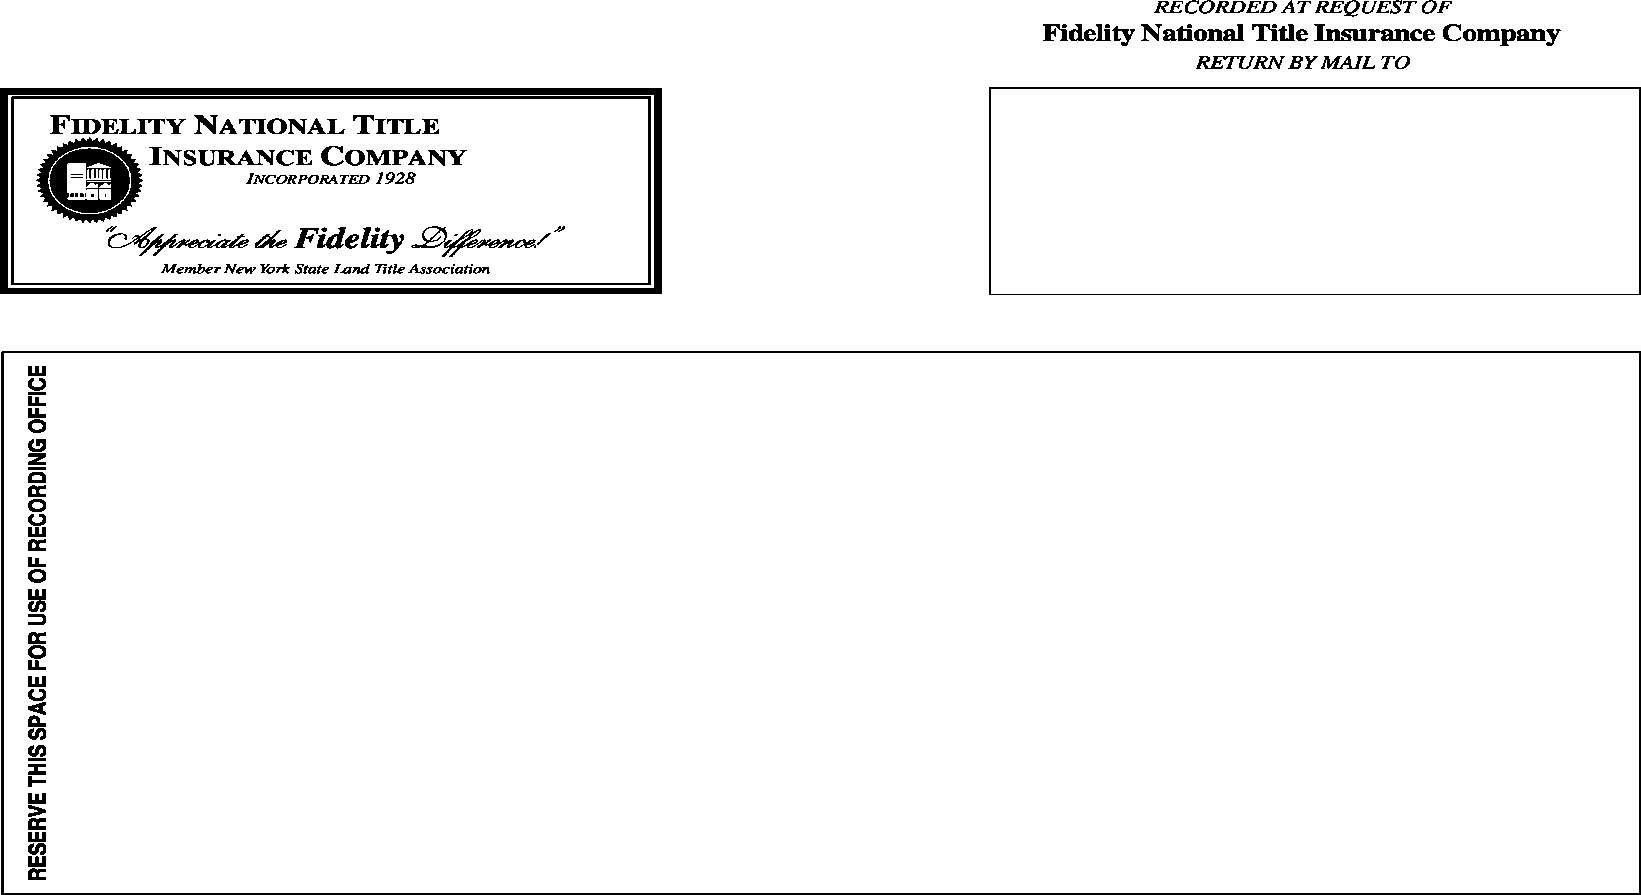 RECORDED AT REQUEST OF
Fidelity National Title Insurance Company
RETURN BY MAIL TO
FIDELITY NATIONAL TITLE
INSURANCE COMPANY
INCORPORATED 1928
"Appreciate the Fidelity Difference!"
Member New York State Land Title Association
RESERVE THIS SPACE FOR USE OF RECORDING OFFICE